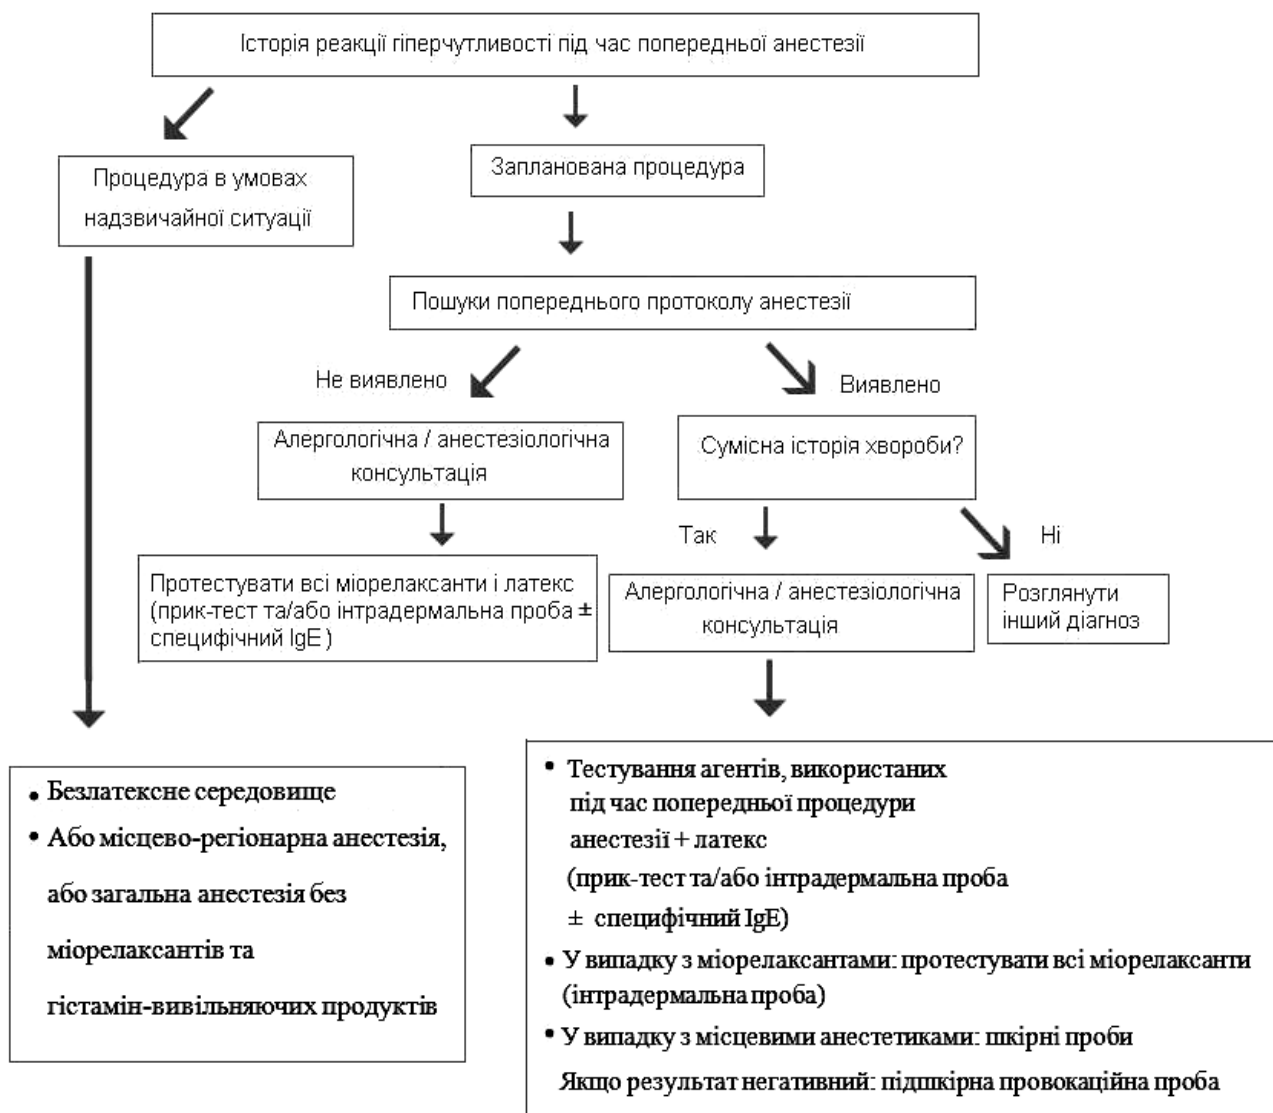 Історія реакції гіперчутливості під час попередньої анестезії
Процедура в умовах
надзвичайної ситуації
Запланована процедура
Пошуки попереднього протоколу анестезії
Не виявлено
Виявлено
Алергологічна / анестезіологічна
консультація
Сумісна історія хвороби?
Так
Ні
Протестувати всі міорелаксанти і латекс
(прик-тест та/або інтрадермальна проба ±
специфічний IgE)
Алергологічна / анестезіологічна
консультація
Розглянути
інший діагноз
• Безлатексне середовище
• Або місцево-регіонарна анестезія,
або загальна анестезія без
міорелаксантів та
гістамін-вивільняючих продуктів
• Тестування агентів, використаних
під час попередньої процедури
анестезії + латекс
(прик-тест та/або інтрадермальна проба
± специфічний IgE)
• У випадку з міорелаксантами: протестувати всі міорелаксанти
(інтрадермальна проба)
• У випадку з місцевими анестетиками: шкірні проби
Якщо результат негативний: підшкірна провокаційна проба